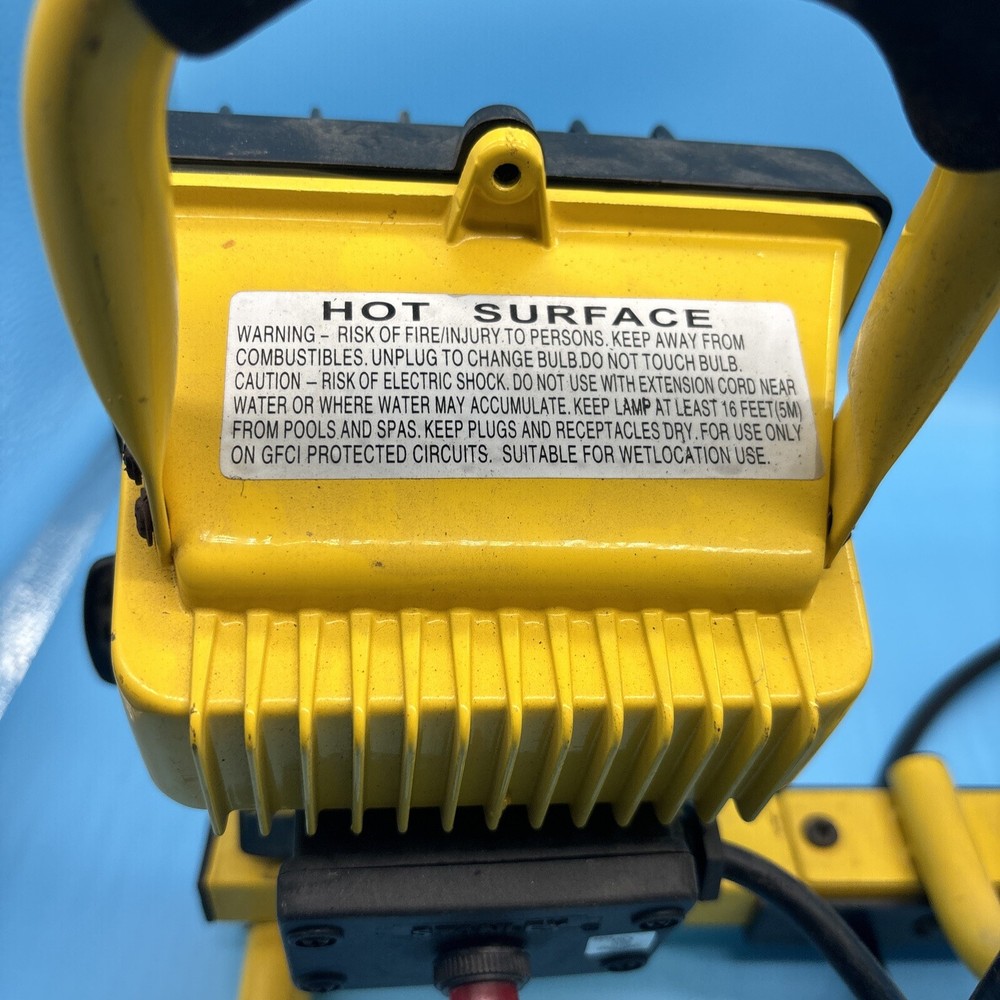 HOT SURFACE
WARNING – RISK OF FIRE/INJURY TO PERSONS. KEEP AWAY FROM
COMBUSTIBLES. UNPLUG TO CHANGE BULB.DO NOT TOUCH BULB.
CAUTION – RISK OF ELECTRIC SHOCK. DO NOT USE WITH EXTENSION CORD NEAR
WATER OR WHERE WATER MAY ACCUMULATE. KEEP LAMP AT LEAST 16 FEET(5M)
FROM POOLS AND SPAS. KEEP PLUGS AND RECEPTACLES DRY. FOR USE ONLY
ON GFCI PROTECTED CIRCUITS. SUITABLE FOR WETLOCATION USE.